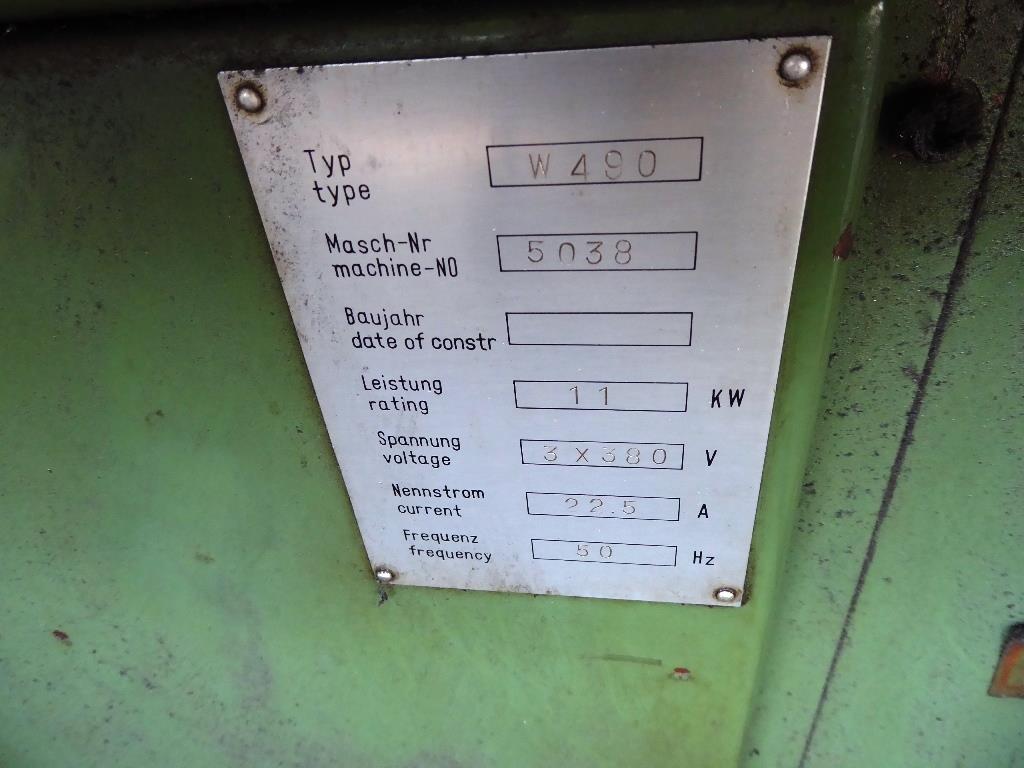 Typ
type W 490
Masch-Nr
machine-NO 5038
Baujahr
date of constr
Leistung
rating 11 KW
Spannung
voltage 3 X 380 V
Nennstrom
current 22.5 A
Frequenz
frequency 50 Hz